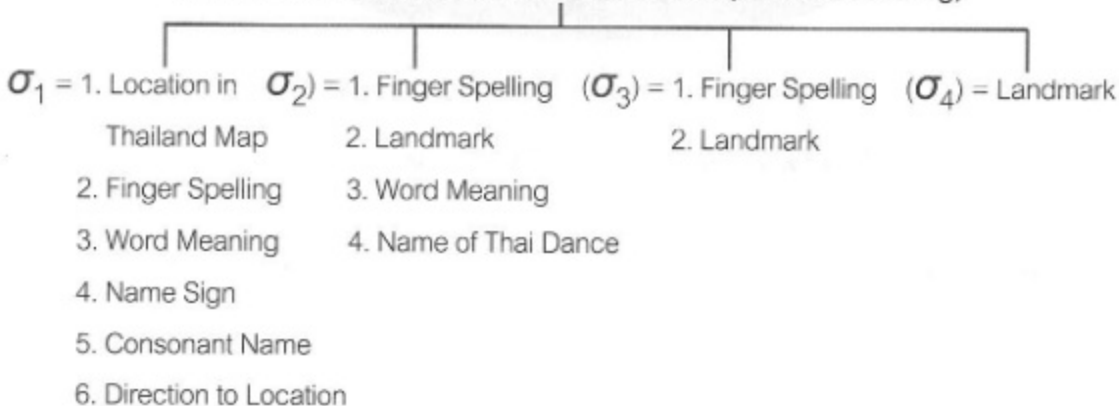 σ1 = 1. Location in σ2) = 1. Finger Spelling (σ3) = 1. Finger Spelling (σ4) = Landmark
Thailand Map 2. Landmark 2. Landmark
2. Finger Spelling 3. Word Meaning
3. Word Meaning 4. Name of Thai Dance
4. Name Sign
5. Consonant Name
6. Direction to Location